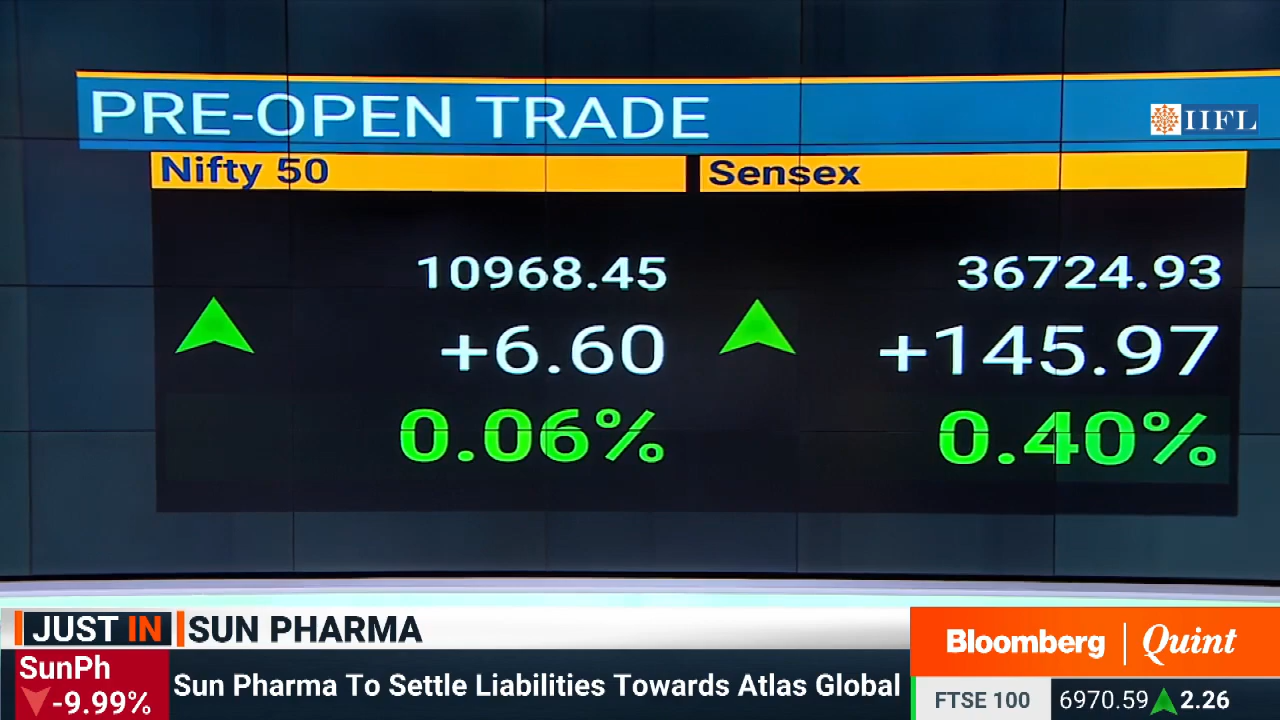 PRE-OPEN TRADE
IIFL
Nifty 50
Sensex
10968.45
36724.93
+6.60
+145.97
0.06%
0.40%
JUST IN
SUN PHARMA
Bloomberg | Quint
SunPh
-9.99%
Sun Pharma To Settle Liabilities Towards Atlas Global
FTSE 100
6970.59
2.26